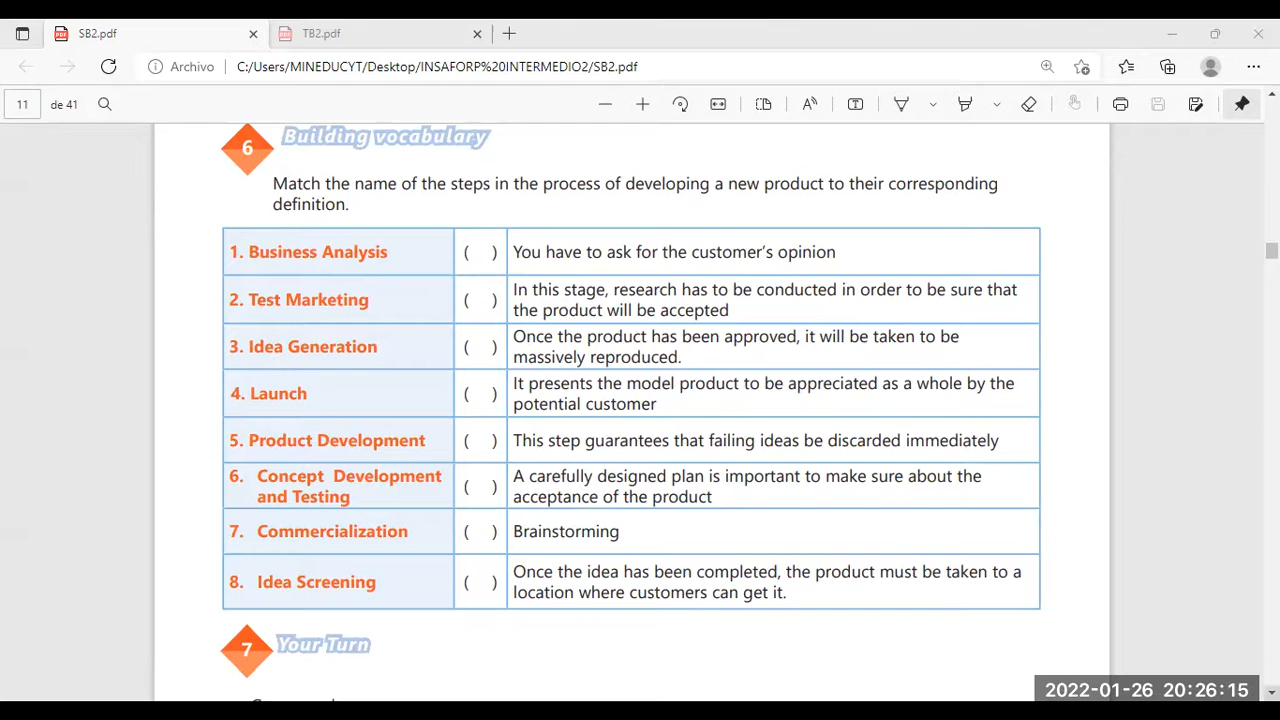 SB2.pdf
TB2.pdf
Archivo C:/Users/MINEDUCYT/Desktop/INSAFORP%20INTERMEDIO2/SB2.pdf
11 de 41
6 Building vocabulary
Match the name of the steps in the process of developing a new product to their corresponding
definition.
1. Business Analysis ( ) You have to ask for the customer's opinion
2. Test Marketing ( ) In this stage, research has to be conducted in order to be sure that
the product will be accepted
3. Idea Generation ( ) Once the product has been approved, it will be taken to be
massively reproduced.
4. Launch ( ) It presents the model product to be appreciated as a whole by the
potential customer
5. Product Development ( ) This step guarantees that failing ideas be discarded immediately
6. Concept Development
and Testing
( ) A carefully designed plan is important to make sure about the
acceptance of the product
7. Commercialization ( ) Brainstorming
8. Idea Screening ( ) Once the idea has been completed, the product must be taken to a
location where customers can get it.
7 Your Turn
2022-01-26 20:26:15